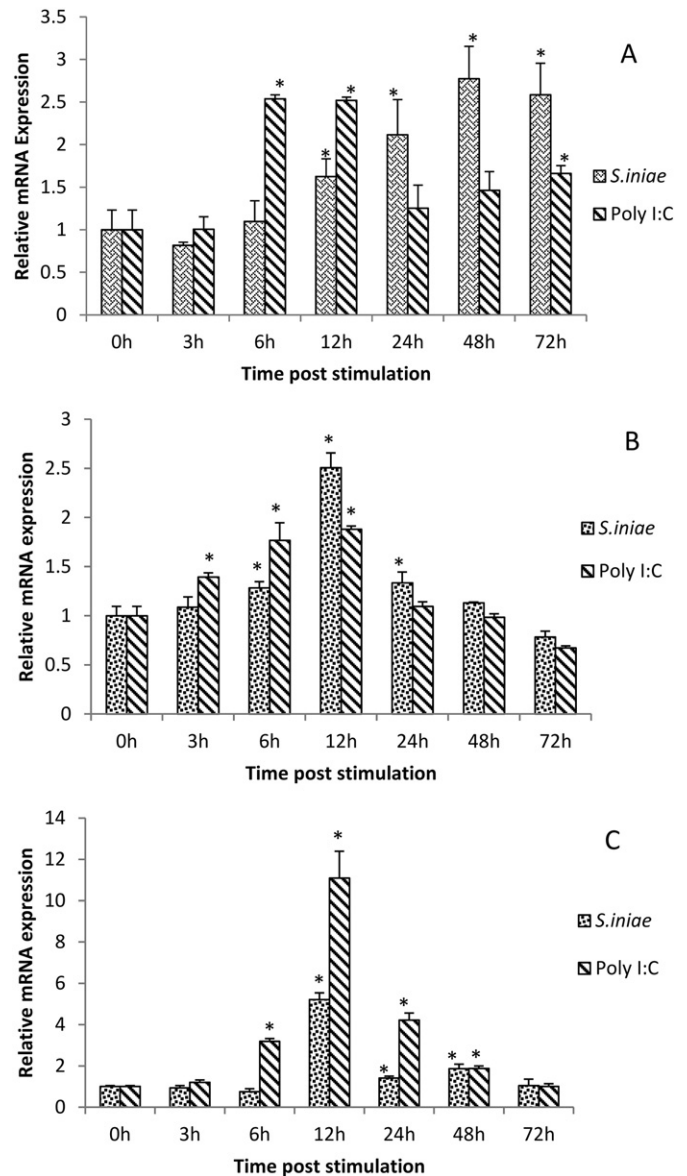 A
Relative mRNA Expression
3.5
3
2.5
2
1.5
1
0.5
0
* * * * * * *
S.iniae
Poly I:C
0h 3h 6h 12h 24h 48h 72h
Time post stimulation
B
Relative mRNA expression
3
2.5
2
1.5
1
0.5
0
* * * * * *
S.iniae
Poly I:C
0h 3h 6h 12h 24h 48h 72h
Time post stimulation
C
Relative mRNA expression
14
12
10
8
6
4
2
0
* * * * * * *
S.iniae
Poly I:C
0h 3h 6h 12h 24h 48h 72h
Time post stimulation